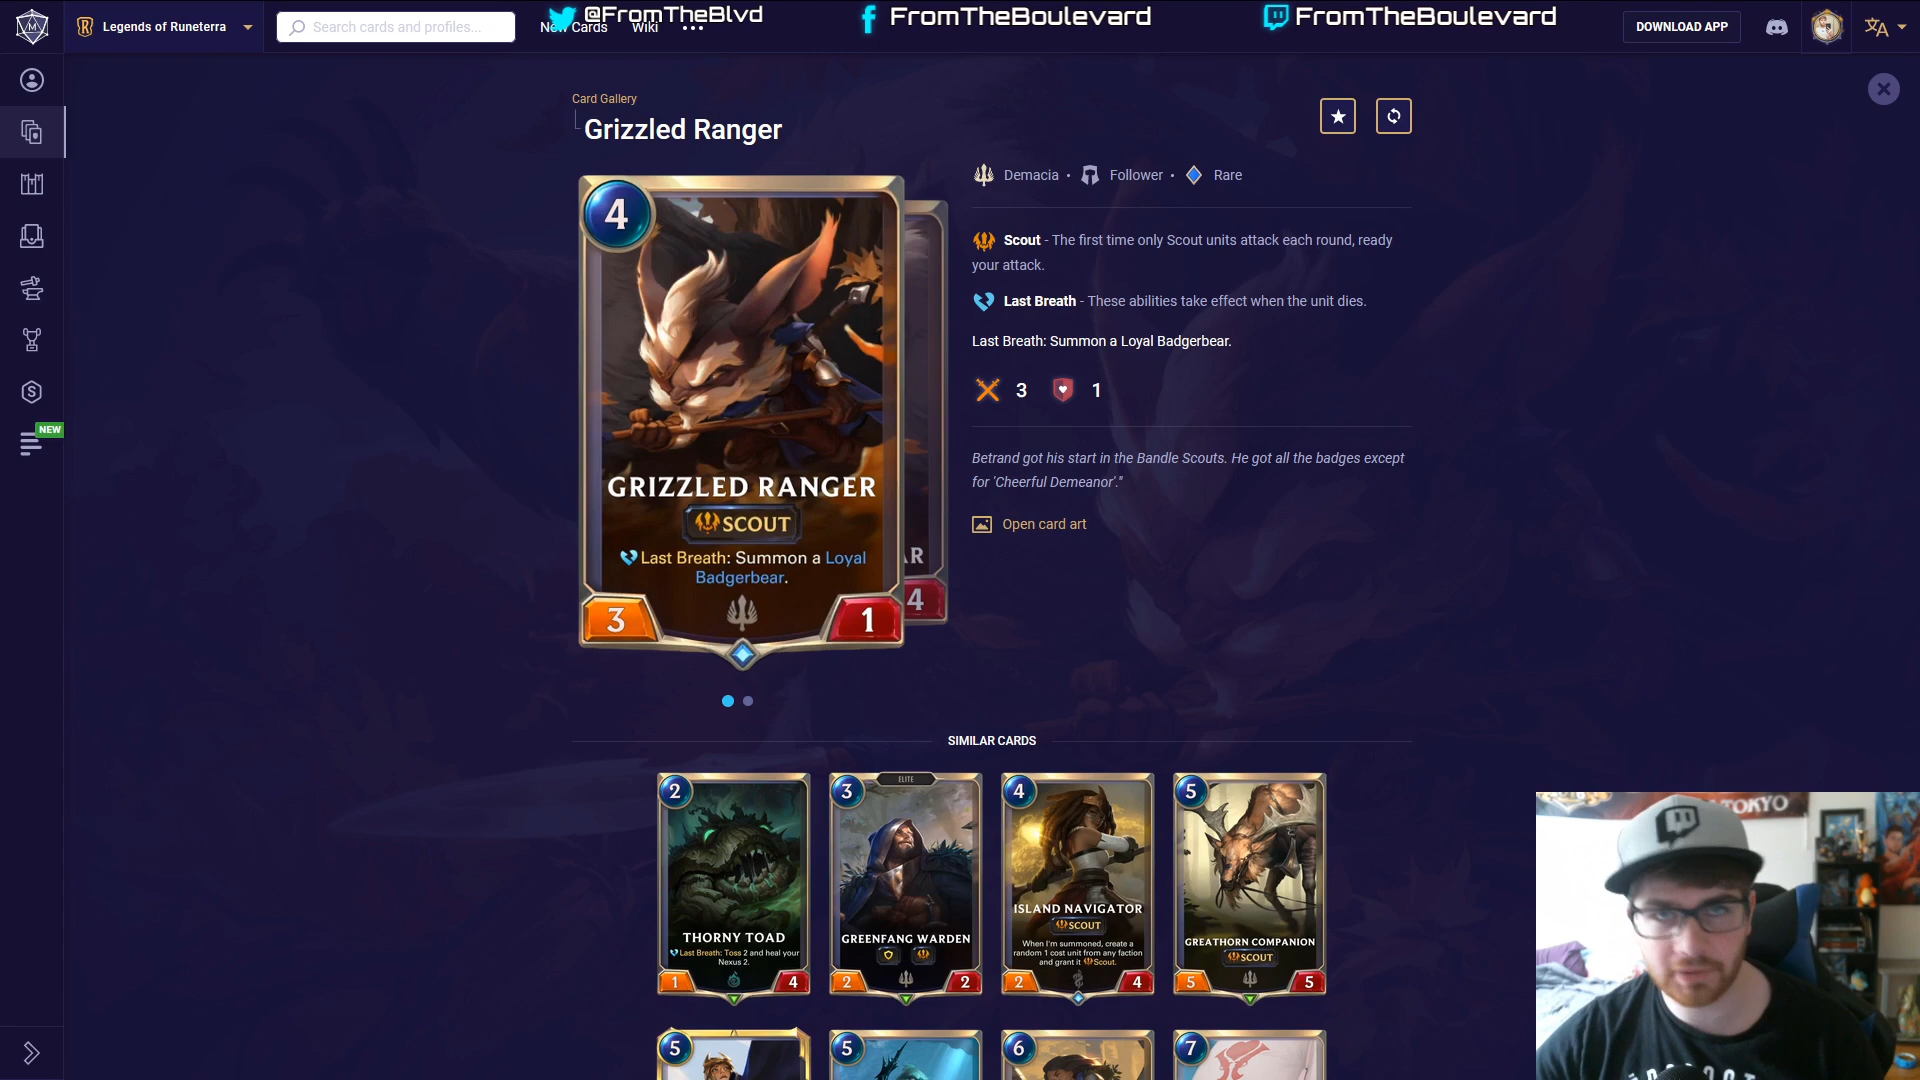 Legends of Runeterra
Search cards and profiles...
New Cards
Wiki
@FromTheBlvd
FromTheBoulevard
FromTheBoulevard
DOWNLOAD APP
NEW
Card Gallery
Grizzled Ranger
4
GRIZZLED RANGER
SCOUT
Last Breath: Summon a Loyal
Badgerbear.
3
1
AR
4
Demacia • Follower • Rare
Scout - The first time only Scout units attack each round, ready
your attack.
Last Breath - These abilities take effect when the unit dies.
Last Breath: Summon a Loyal Badgerbear.
3 1
Betrand got his start in the Bandle Scouts. He got all the badges except
for 'Cheerful Demeanor'."
Open card art
SIMILAR CARDS
2
THORNY TOAD
Last Breath: Toss 2 and heal your
Nexus 2.
1 4
ELITE
3
GREENFANG WARDEN
2 2
4
ISLAND NAVIGATOR
SCOUT
When I'm summoned, create a
random 1 cost unit from any faction
and grant it Scout.
2 4
5
GREATHORN COMPANION
SCOUT
5 5
5
5
6
7
TOKYO